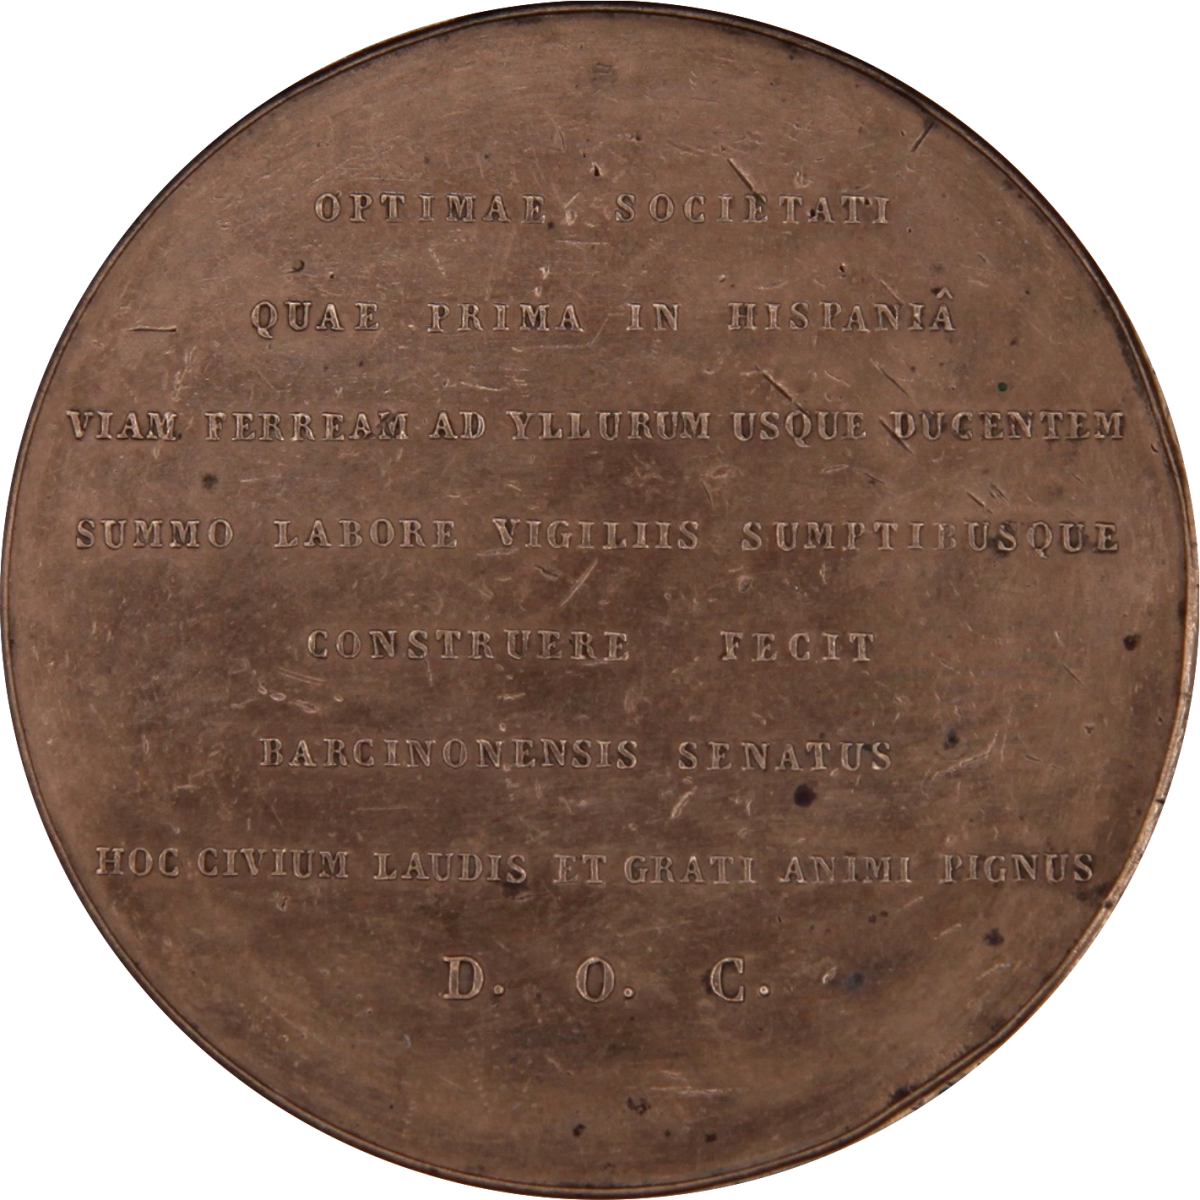 OPTIMAE SOCIETATI
QUAE PRIMA IN HISPANIÂ
VIAM FERREAM AD YLLURUM USQUE DUCENTEM
SUMMO LABORE VIGILIIS SUMPTIBUSQUE
CONSTRUERE FECIT
BARCINONENSIS SENATUS
HOC CIVIUM LAUDIS ET GRATI ANIMI PIGNUS
D. O. C.